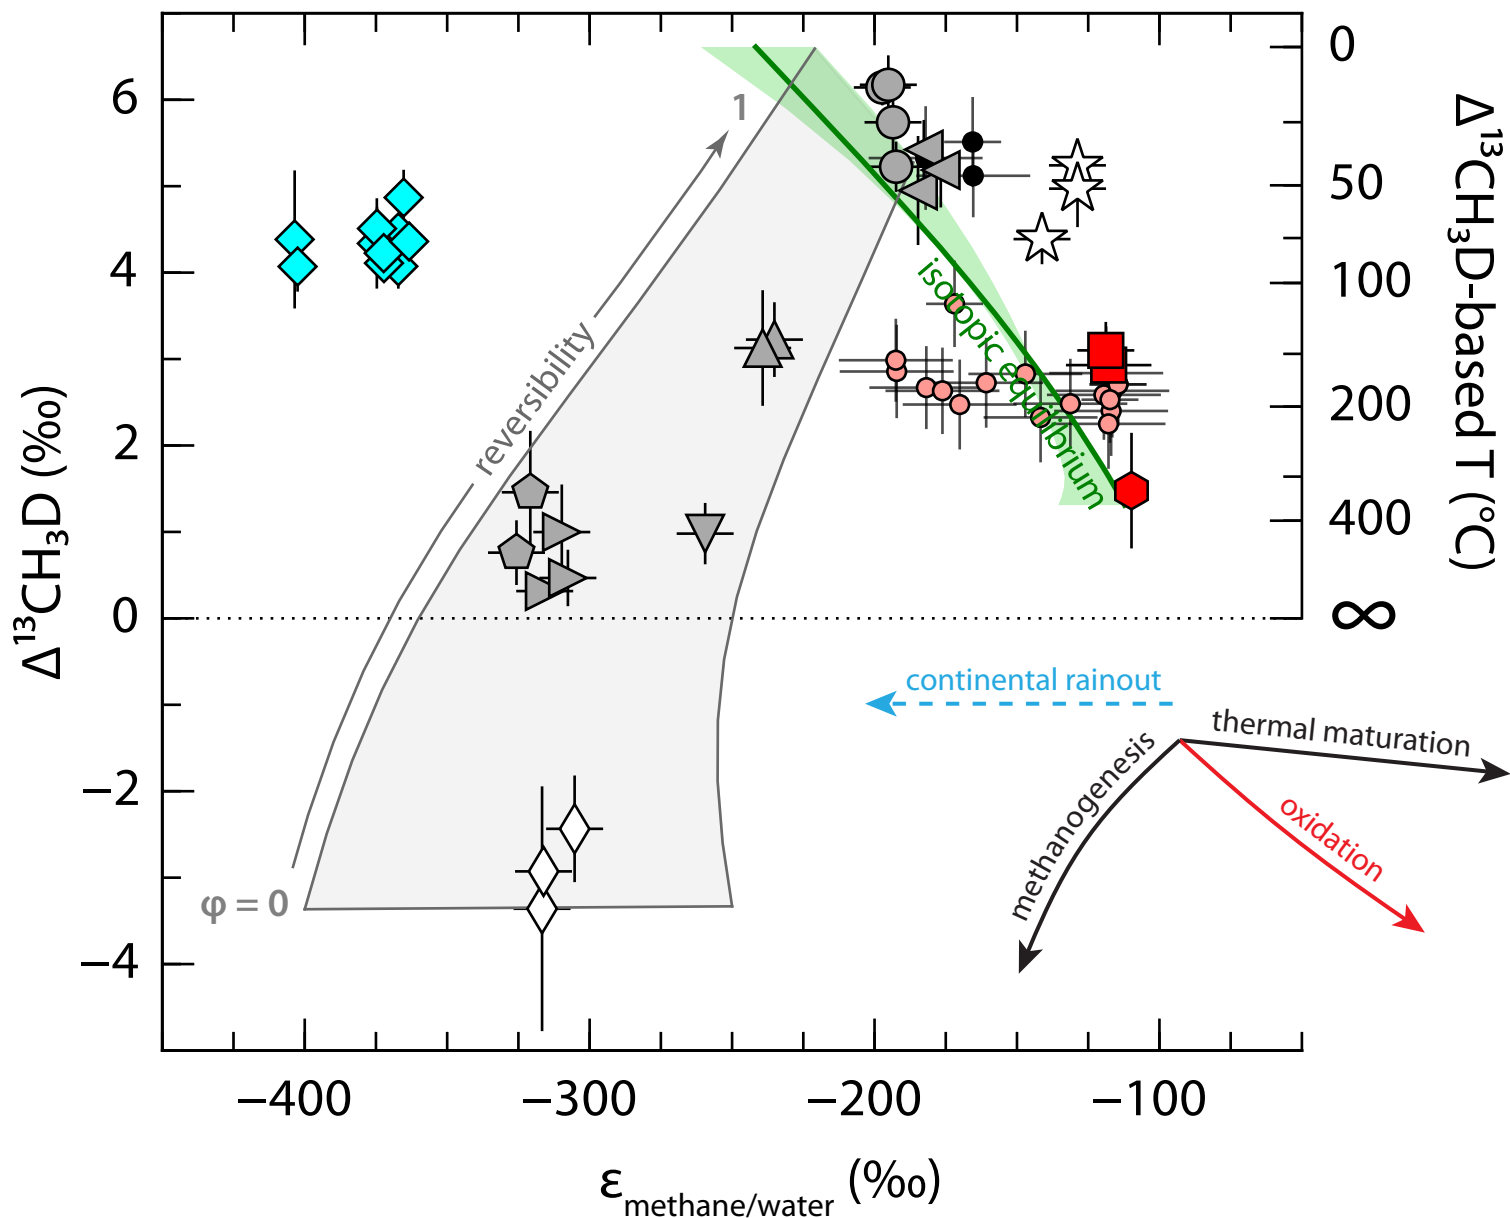 6
4
2
0
−2
−4
Δ¹³CH₃D (‰)
−400
−300
−200
−100
ε methane/water (‰)
0
50
100
200
400
∞
Δ¹³CH₃D-based T (°C)
1
reversibility
φ = 0
isotopic equilibrium
continental rainout
thermal maturation
methanogenesis
oxidation